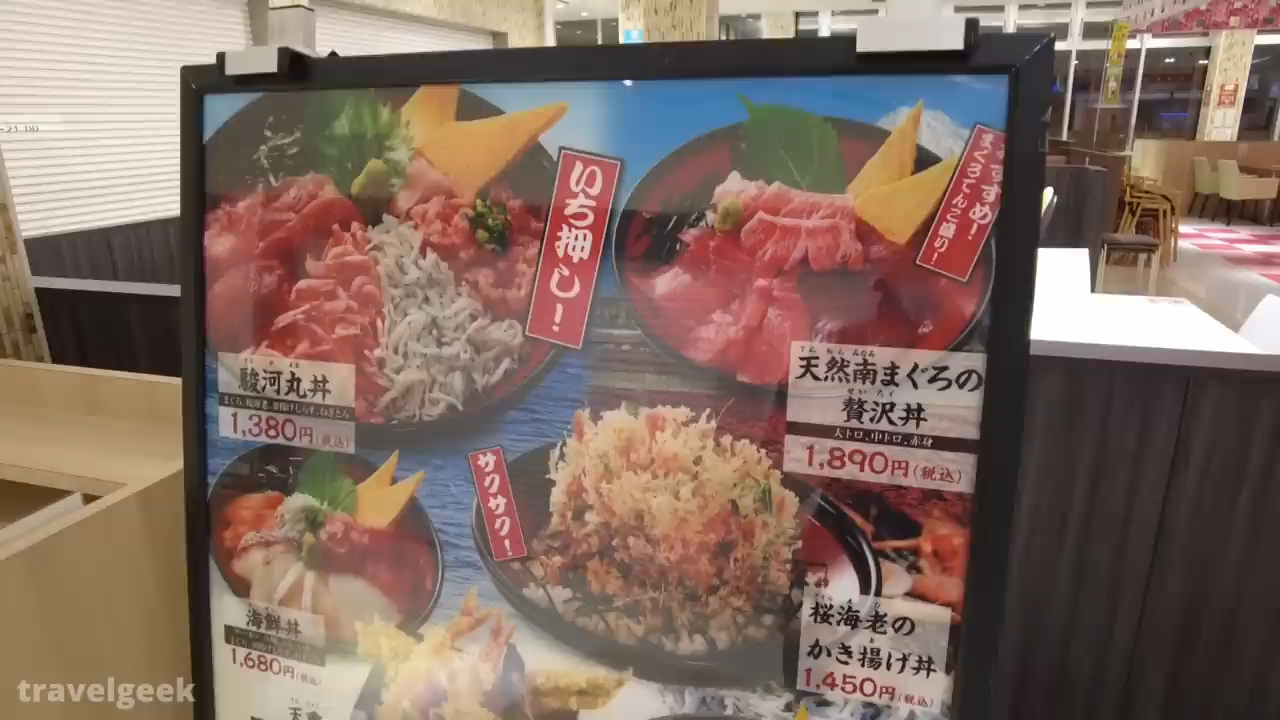 いち押し!
おすすめ!
まぐろてんこ盛り!
駿河丸丼
1,380円(税込)
天然南まぐろの
贅沢丼
大トロ、中トロ、赤身
1,890円(税込)
サクサク!
海鮮丼
1,680円(税込)
桜海老の
かき揚げ丼
1,450円(税込)
travelgeek